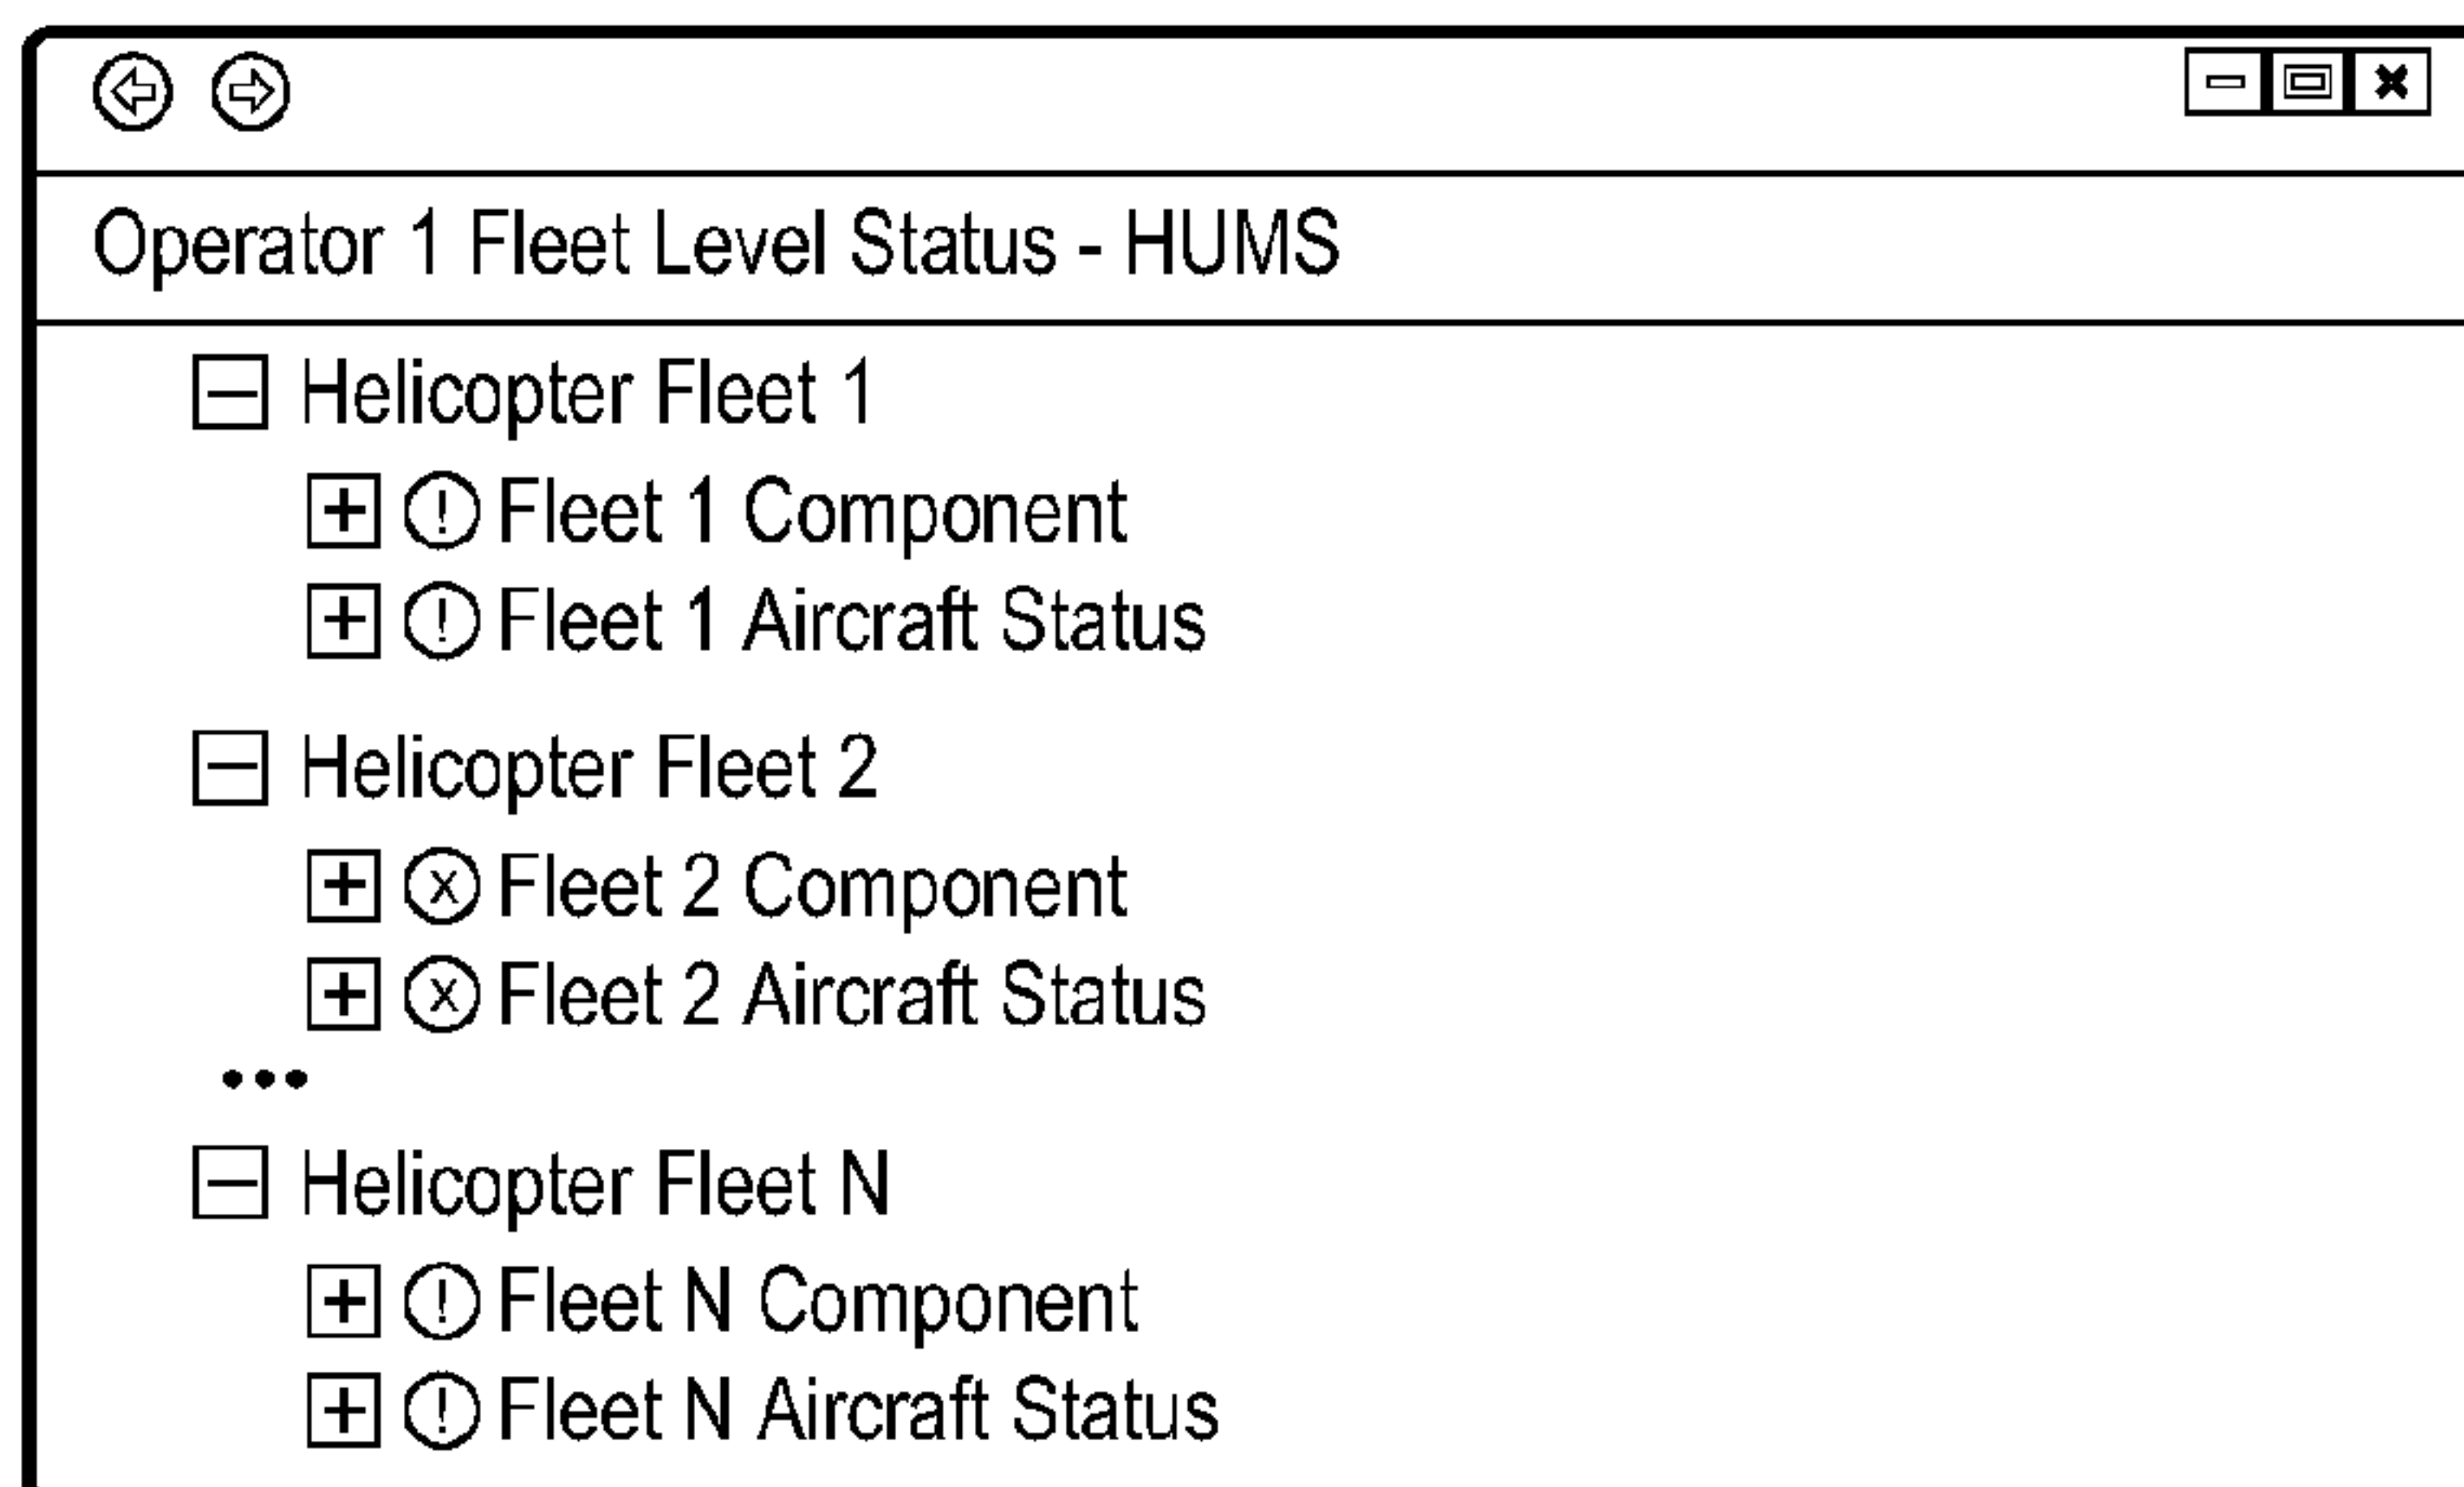 Operator 1 Fleet Level Status - HUMS
Helicopter Fleet 1
! Fleet 1 Component
! Fleet 1 Aircraft Status
Helicopter Fleet 2
x Fleet 2 Component
x Fleet 2 Aircraft Status
•••
Helicopter Fleet N
! Fleet N Component
! Fleet N Aircraft Status